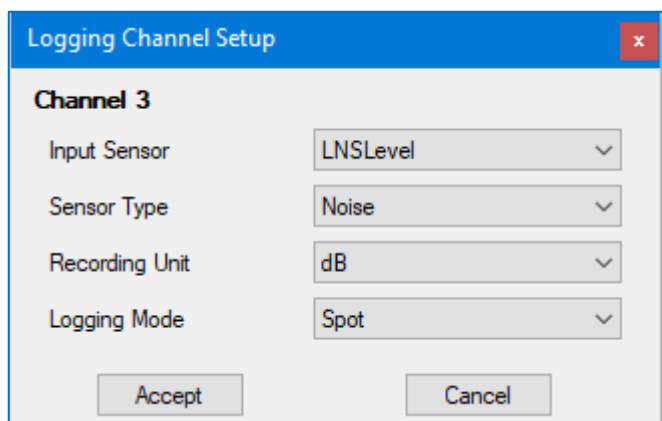 Logging Channel Setup x
Channel 3
Input Sensor LNSLevel
Sensor Type Noise
Recording Unit dB
Logging Mode Spot
Accept Cancel